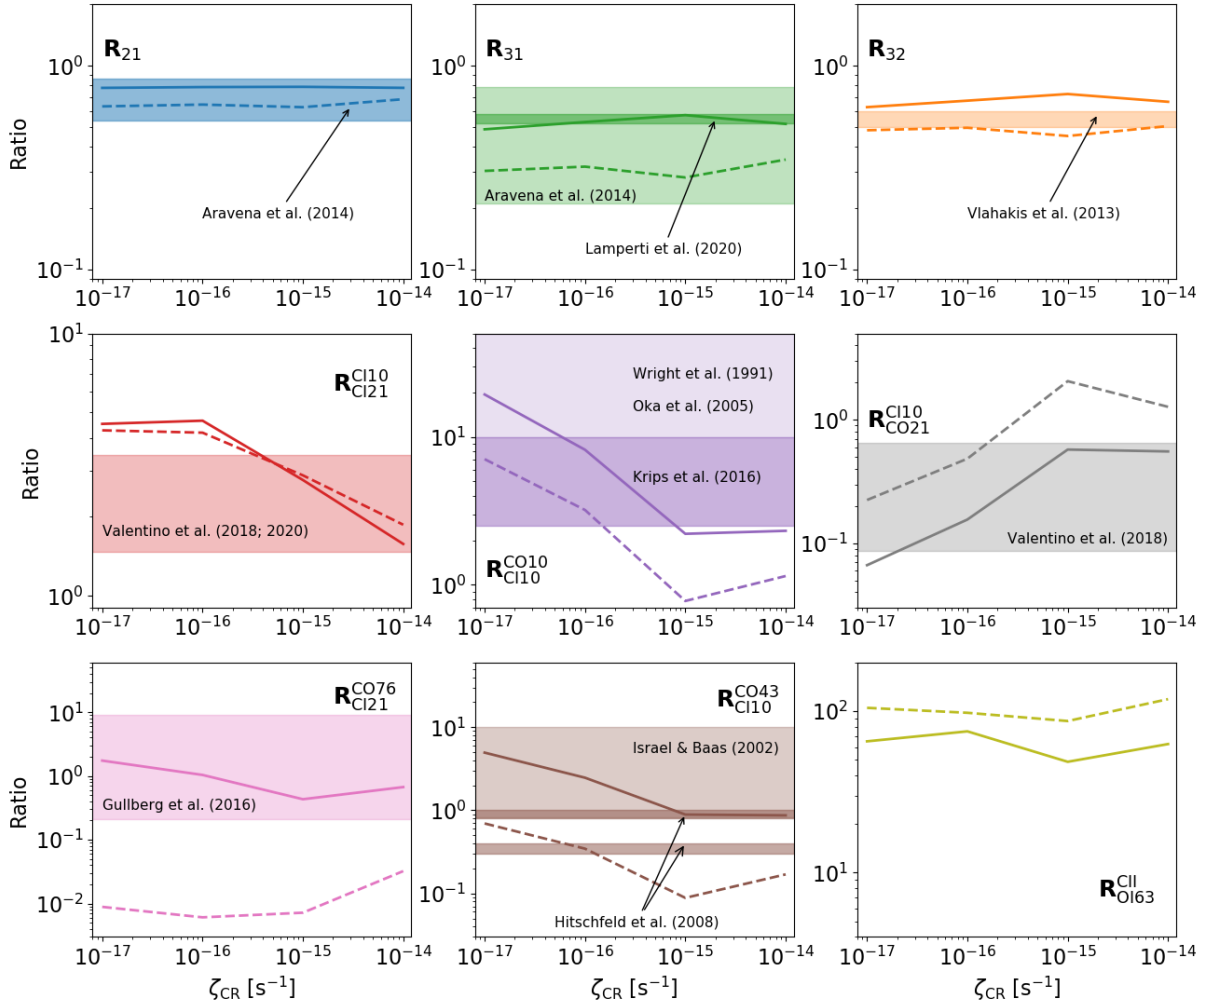 R21
R31
R32
Ratio
10^0
10^-1
10^0
10^-1
10^0
10^-1
Aravena et al. (2014)
Aravena et al. (2014)
Lamperti et al. (2020)
Vlahakis et al. (2013)
10^-17 10^-16 10^-15 10^-14
10^-17 10^-16 10^-15 10^-14
10^-17 10^-16 10^-15 10^-14
Ratio
10^1
10^0
R CI10 CI21
Valentino et al. (2018; 2020)
10^-17 10^-16 10^-15 10^-14
10^1
10^0
Wright et al. (1991)
Oka et al. (2005)
Krips et al. (2016)
R CO10 CI10
10^-17 10^-16 10^-15 10^-14
10^0
10^-1
R CI10 CO21
Valentino et al. (2018)
10^-17 10^-16 10^-15 10^-14
Ratio
10^1
10^0
10^-1
10^-2
R CO76 CI21
Gullberg et al. (2016)
10^-17 10^-16 10^-15 10^-14
ζCR [s^-1]
10^1
10^0
10^-1
R CO43 CI10
Israel & Baas (2002)
Hitschfeld et al. (2008)
10^-17 10^-16 10^-15 10^-14
ζCR [s^-1]
10^2
10^1
R CII OI63
10^-17 10^-16 10^-15 10^-14
ζCR [s^-1]